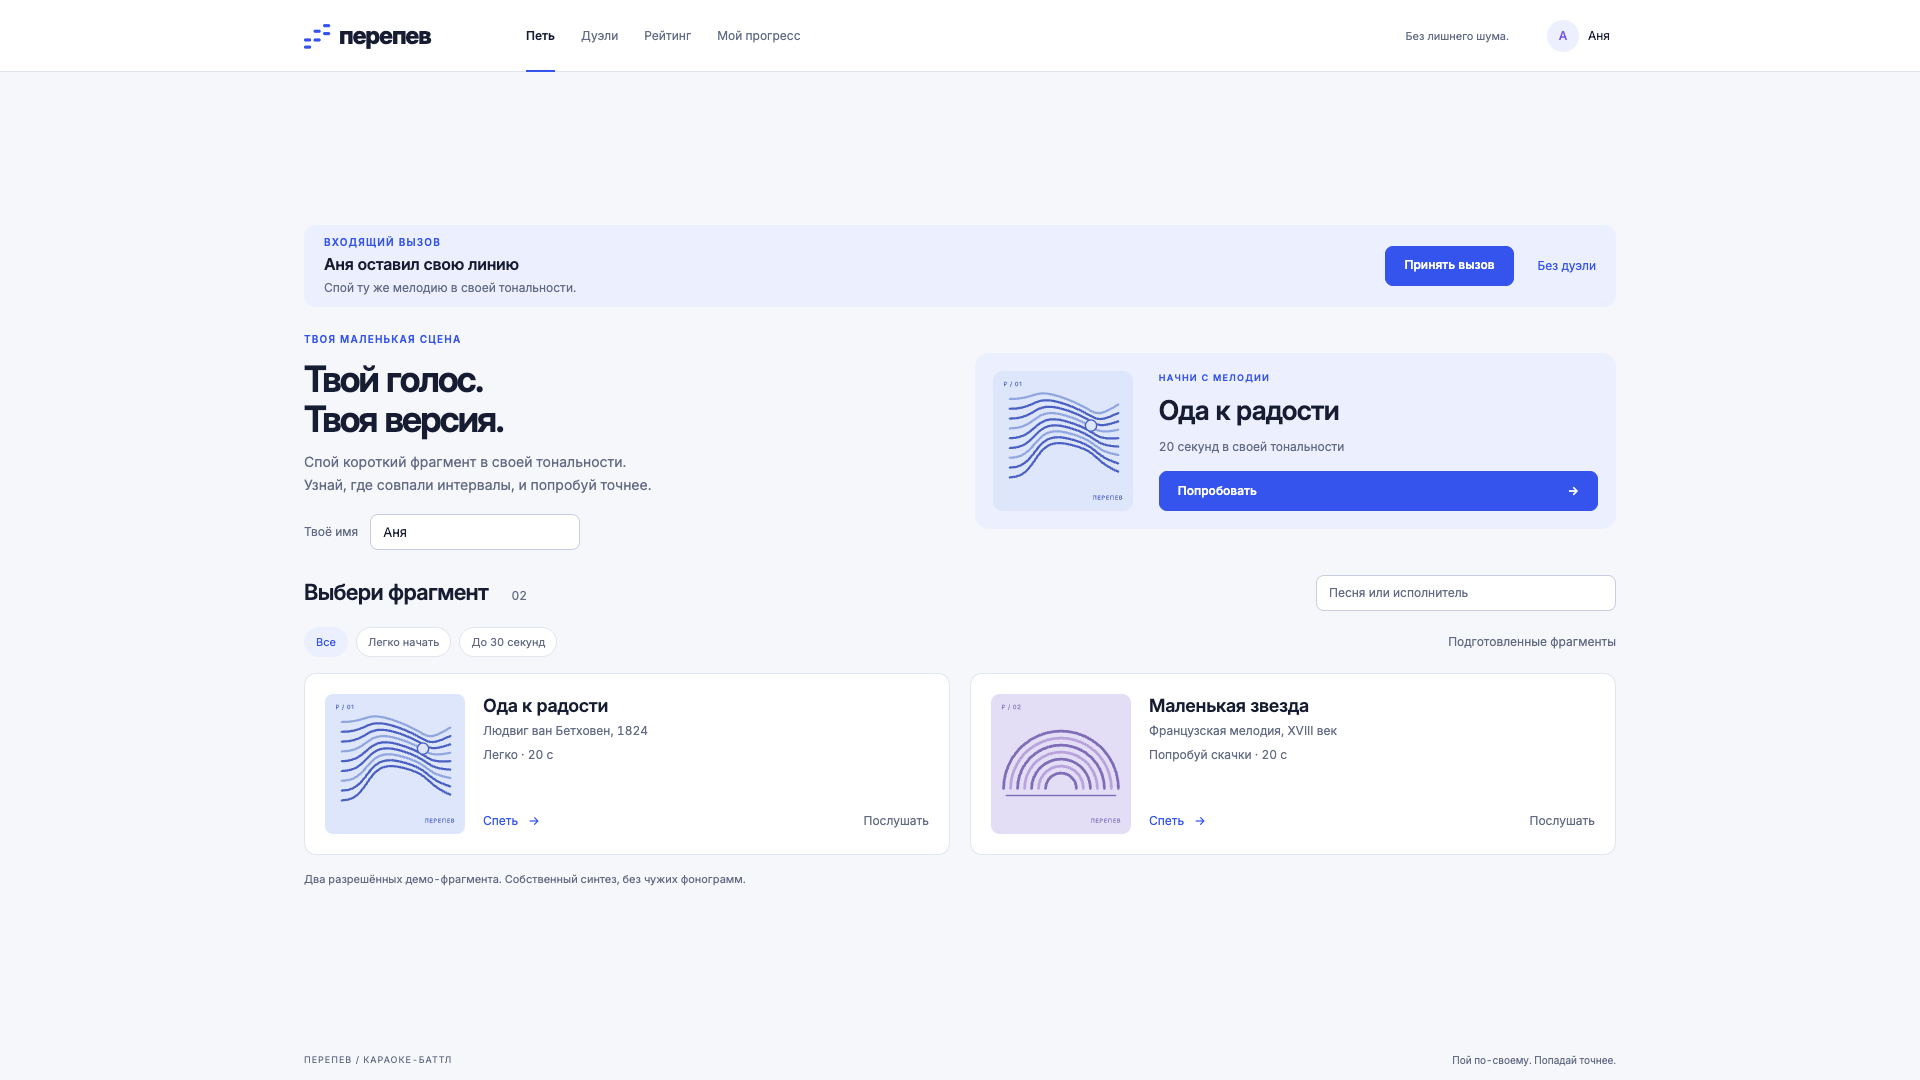 перепев
Петь
Дуэли
Рейтинг
Мой прогресс
Без лишнего шума.
А
Аня
ВХОДЯЩИЙ ВЫЗОВ
Аня оставил свою линию
Спой ту же мелодию в своей тональности.
Принять вызов
Без дуэли
ТВОЯ МАЛЕНЬКАЯ СЦЕНА
Твой голос.
Твоя версия.
Спой короткий фрагмент в своей тональности.
Узнай, где совпали интервалы, и попробуй точнее.
Твоё имя
Аня
P / 01
ПЕРЕПЕВ
НАЧНИ С МЕЛОДИИ
Ода к радости
20 секунд в своей тональности
Попробовать →
Выбери фрагмент 02
Песня или исполнитель
Все
Легко начать
До 30 секунд
Подготовленные фрагменты
P / 01
ПЕРЕПЕВ
Ода к радости
Людвиг ван Бетховен, 1824
Легко · 20 с
Спеть →
Послушать
P / 02
ПЕРЕПЕВ
Маленькая звезда
Французская мелодия, XVIII век
Попробуй скачки · 20 с
Спеть →
Послушать
Два разрешённых демо-фрагмента. Собственный синтез, без чужих фонограмм.
ПЕРЕПЕВ / КАРАОКЕ-БАТТЛ
Пой по-своему. Попадай точнее.